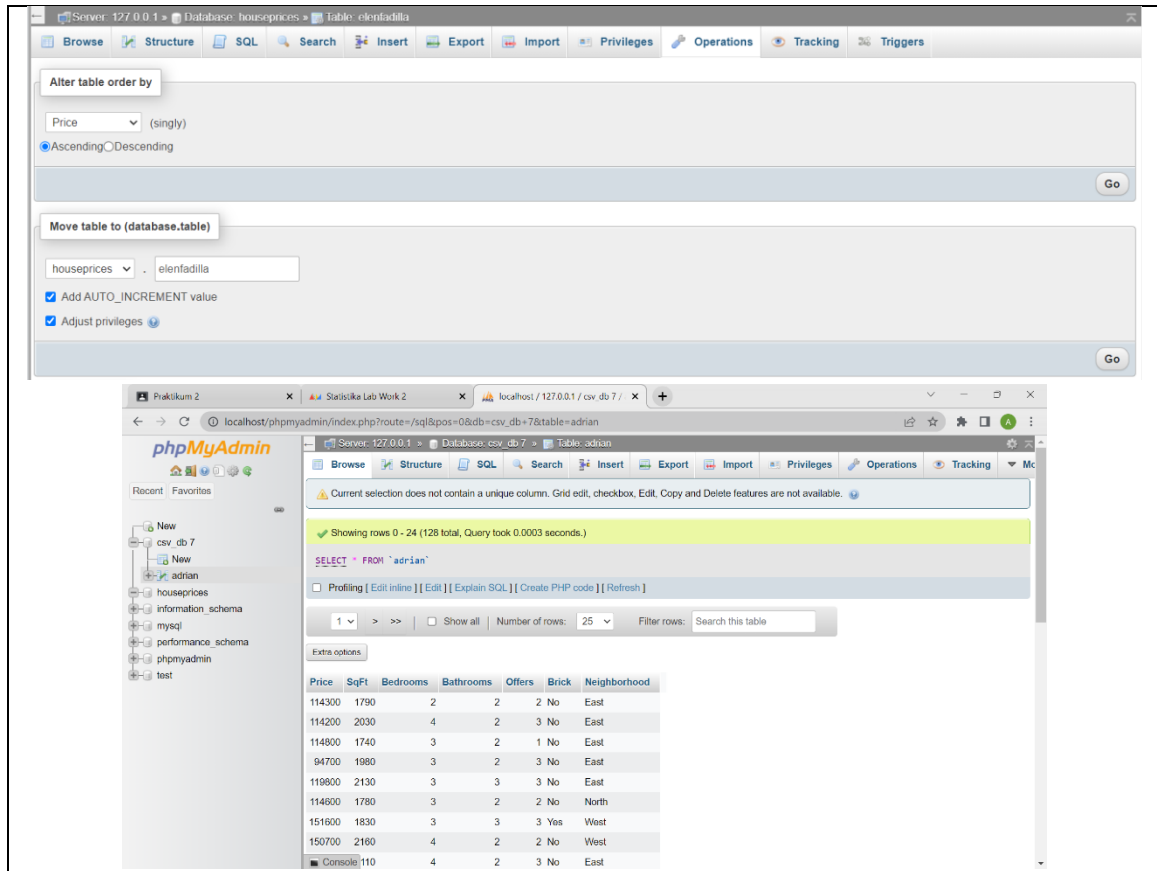 Server: 127.0.0.1 » Database: houseprices » Table: elenfadilla
Browse Structure SQL Search Insert Export Import Privileges Operations Tracking Triggers
Alter table order by
Price (singly)
Ascending Descending
Go
Move table to (database.table)
houseprices . elenfadilla
Add AUTO_INCREMENT value
Adjust privileges
Go
Praktikum 2 Statistika Lab Work 2 localhost / 127.0.0.1 / csv_db 7 /
localhost/phpmyadmin/index.php?route=/sql&pos=0&db=csv_db+7&table=adrian
A
phpMyAdmin
Recent Favorites
New
csv_db 7
New
adrian
houseprices
information_schema
mysql
performance_schema
phpmyadmin
test
Server: 127.0.0.1 » Database: csv_db 7 » Table: adrian
Browse Structure SQL Search Insert Export Import Privileges Operations Tracking Mc
Current selection does not contain a unique column. Grid edit, checkbox, Edit, Copy and Delete features are not available.
Showing rows 0 - 24 (128 total, Query took 0.0003 seconds.)
SELECT * FROM `adrian`
Profiling [ Edit inline ] [ Edit ] [ Explain SQL ] [ Create PHP code ] [ Refresh ]
1 > >> Show all Number of rows: 25 Filter rows: Search this table
Extra options
Price SqFt Bedrooms Bathrooms Offers Brick Neighborhood
114300 1790 2 2 2 No East
114200 2030 4 2 3 No East
114800 1740 3 2 1 No East
94700 1980 3 2 3 No East
119800 2130 3 3 3 No East
114600 1780 3 2 2 No North
151600 1830 3 3 3 Yes West
150700 2160 4 2 2 No West
Console 110 4 2 3 No East